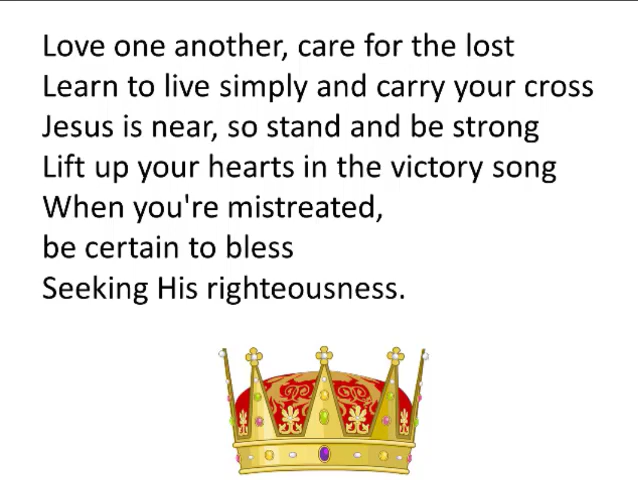 Love one another, care for the lost
Learn to live simply and carry your cross
Jesus is near, so stand and be strong
Lift up your hearts in the victory song
When you're mistreated,
be certain to bless
Seeking His righteousness.